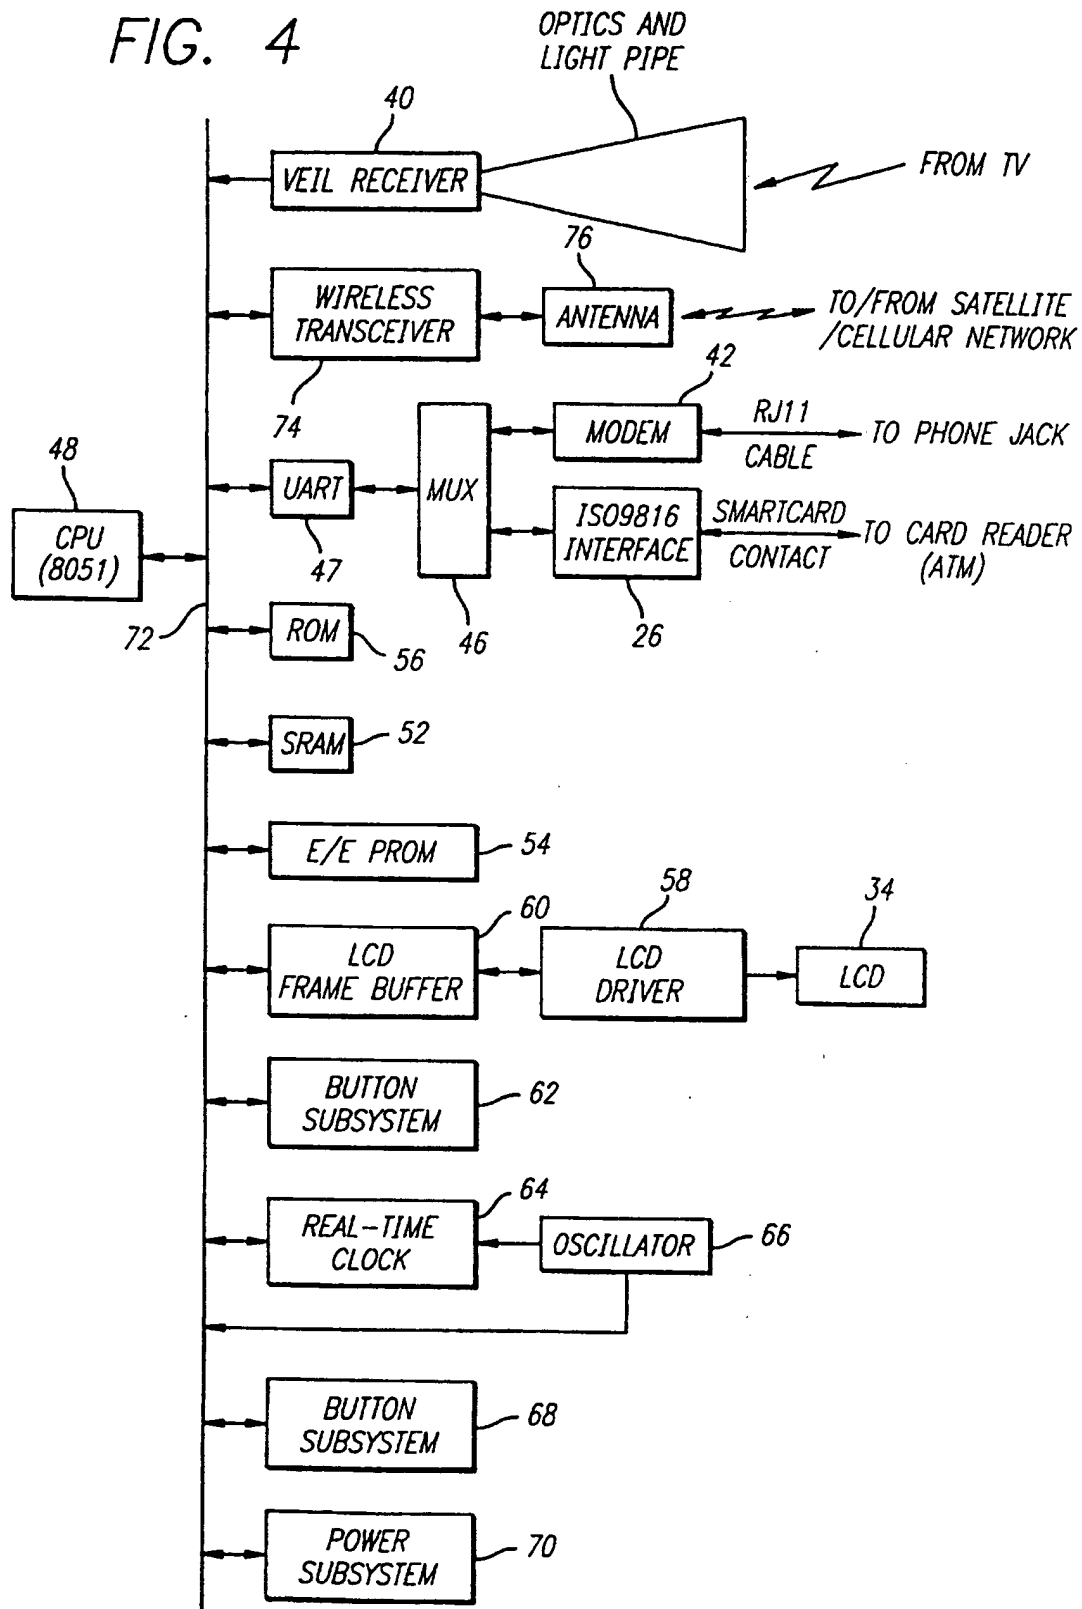 FIG. 4
OPTICS AND
LIGHT PIPE
40
VEIL RECEIVER
FROM TV
76
WIRELESS
TRANSCEIVER
ANTENNA
TO/FROM SATELLITE
/CELLULAR NETWORK
74
42
MODEM
RJ11
CABLE
TO PHONE JACK
48
CPU
(8051)
UART
47
MUX
46
ISO9816
INTERFACE
SMARTCARD
CONTACT
TO CARD READER
(ATM)
26
72
ROM
56
SRAM
52
E/E PROM
54
60
LCD
FRAME BUFFER
58
LCD
DRIVER
34
LCD
BUTTON
SUBSYSTEM
62
64
REAL-TIME
CLOCK
OSCILLATOR
66
BUTTON
SUBSYSTEM
68
POWER
SUBSYSTEM
70